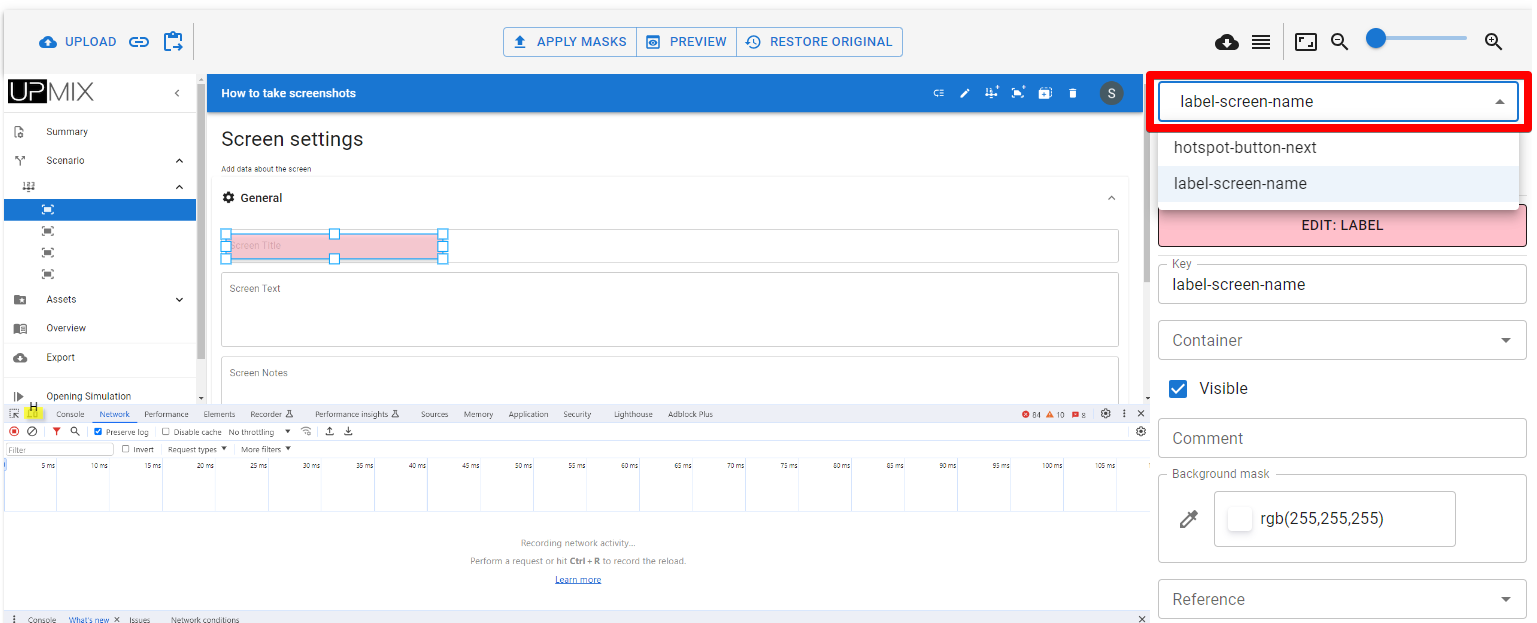 UPLOAD
APPLY MASKS
PREVIEW
RESTORE ORIGINAL
UPMIX
How to take screenshots
S
label-screen-name
hotspot-button-next
label-screen-name
EDIT: LABEL
Key
label-screen-name
Container
Visible
Comment
Background mask
rgb(255,255,255)
Reference
Summary
Scenario
123
Assets
Overview
Export
Opening Simulation
Screen settings
Add data about the screen
General
Screen Title
Screen Text
Screen Notes
H
Console Network Performance Elements Recorder Performance insights Sources Memory Application Security Lighthouse Adblock Plus 84 10 8
Preserve log Disable cache No throttling
Filter Invert Request types More filters
5 ms 10 ms 15 ms 20 ms 25 ms 30 ms 35 ms 40 ms 45 ms 50 ms 55 ms 60 ms 65 ms 70 ms 75 ms 80 ms 85 ms 90 ms 95 ms 100 ms 105 ms
Recording network activity...
Perform a request or hit Ctrl + R to record the reload.
Learn more
Console What's new Issues Network conditions